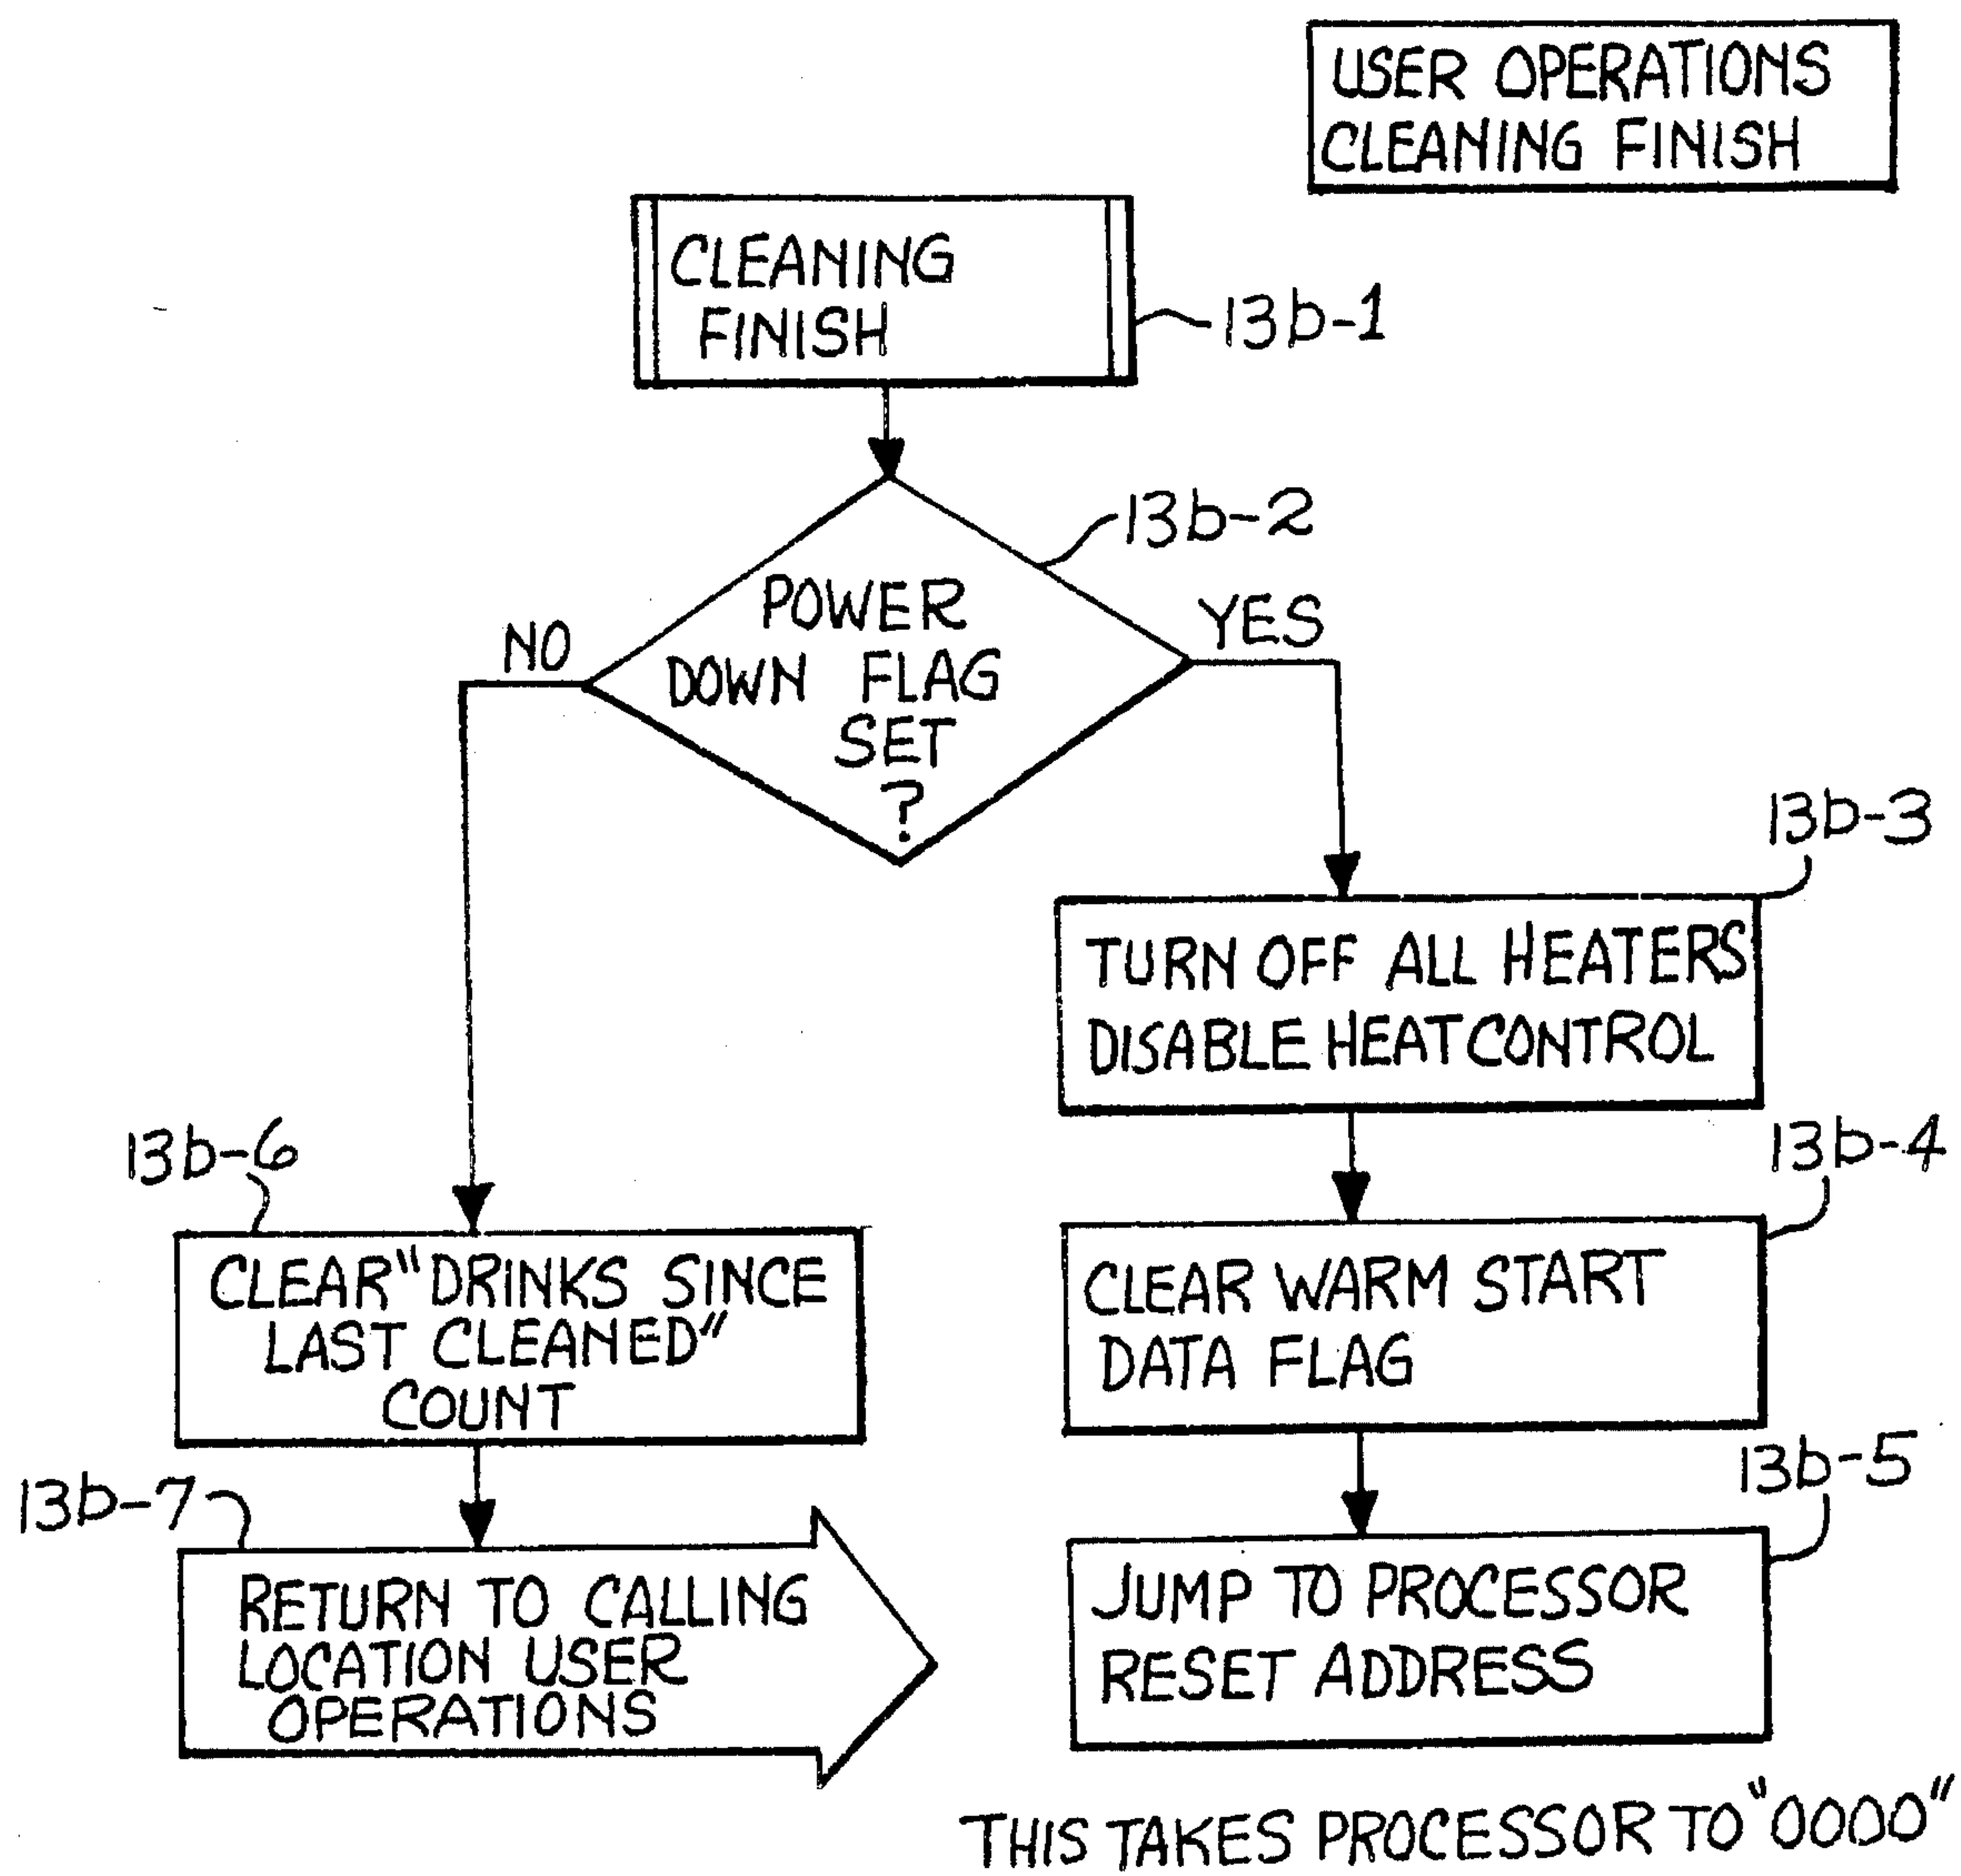 USER OPERATIONS
CLEANING FINISH
CLEANING
FINISH
13b-1
13b-2
POWER
DOWN FLAG
SET
?
NO
YES
13b-3
TURN OFF ALL HEATERS
DISABLE HEAT CONTROL
13b-4
CLEAR WARM START
DATA FLAG
13b-5
JUMP TO PROCESSOR
RESET ADDRESS
THIS TAKES PROCESSOR TO "0000"
13b-6
CLEAR "DRINKS SINCE
LAST CLEANED"
COUNT
13b-7
RETURN TO CALLING
LOCATION USER
OPERATIONS